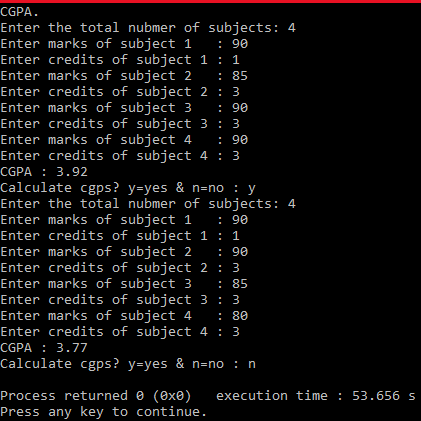 CGPA.
Enter the total nubmer of subjects: 4
Enter marks of subject 1   : 90
Enter credits of subject 1 : 1
Enter marks of subject 2   : 85
Enter credits of subject 2 : 3
Enter marks of subject 3   : 90
Enter credits of subject 3 : 3
Enter marks of subject 4   : 90
Enter credits of subject 4 : 3
CGPA : 3.92
Calculate cgps? y=yes & n=no : y
Enter the total nubmer of subjects: 4
Enter marks of subject 1   : 90
Enter credits of subject 1 : 1
Enter marks of subject 2   : 90
Enter credits of subject 2 : 3
Enter marks of subject 3   : 85
Enter credits of subject 3 : 3
Enter marks of subject 4   : 80
Enter credits of subject 4 : 3
CGPA : 3.77
Calculate cgps? y=yes & n=no : n
Process returned 0 (0x0)   execution time : 53.656 s
Press any key to continue.